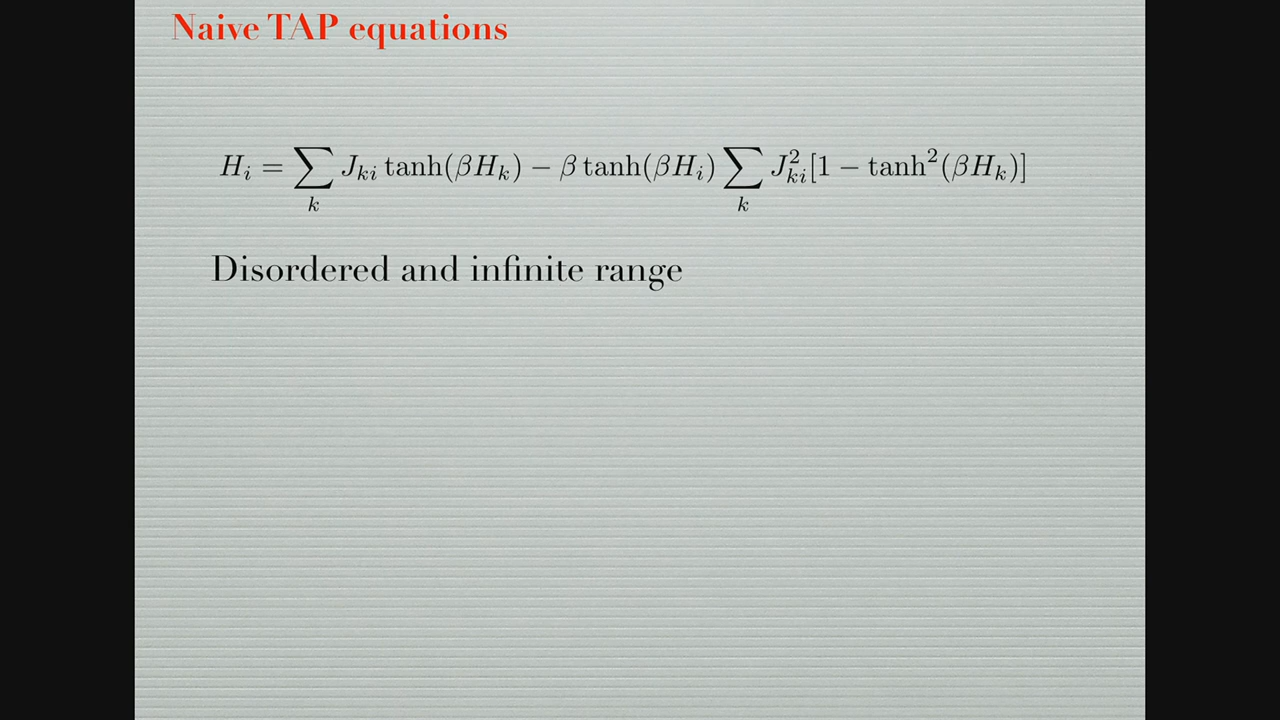 Naive TAP equations
$H_i = \sum_k J_{ki} \tanh(\beta H_k) - \beta \tanh(\beta H_i) \sum_k J_{ki}^2 [1 - \tanh^2(\beta H_k)]$
Disordered and infinite range